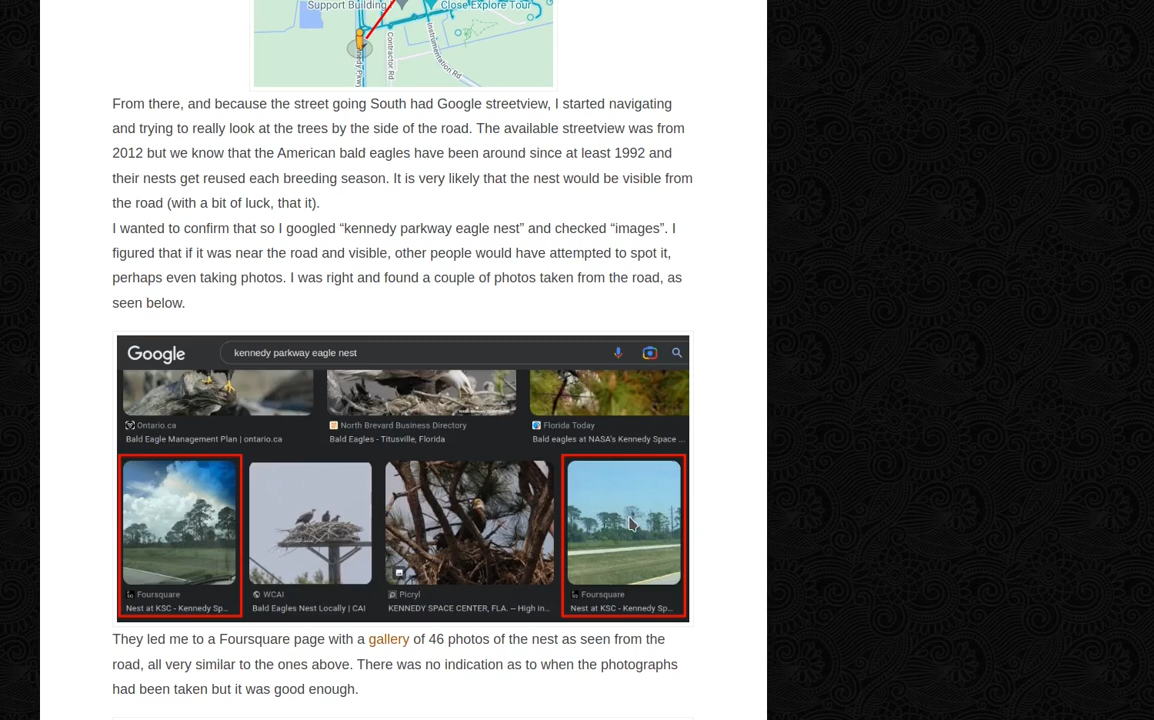 Support Building
Close Explore Tour
Contractor Rd
Instrumentation Rd
From there, and because the street going South had Google streetview, I started navigating
and trying to really look at the trees by the side of the road. The available streetview was from
2012 but we know that the American bald eagles have been around since at least 1992 and
their nests get reused each breeding season. It is very likely that the nest would be visible from
the road (with a bit of luck, that it).
I wanted to confirm that so I googled “kennedy parkway eagle nest” and checked “images”. I
figured that if it was near the road and visible, other people would have attempted to spot it,
perhaps even taking photos. I was right and found a couple of photos taken from the road, as
seen below.
Google
kennedy parkway eagle nest
Ontario.ca
North Brevard Business Directory
Florida Today
Bald Eagle Management Plan | ontario.ca
Bald Eagles - Titusville, Florida
Bald eagles at NASA's Kennedy Space ...
Foursquare
WCAI
Picryl
Foursquare
Nest at KSC - Kennedy Sp...
Bald Eagles Nest Locally | CAI
KENNEDY SPACE CENTER, FLA. -- High in...
Nest at KSC - Kennedy Sp...
They led me to a Foursquare page with a gallery of 46 photos of the nest as seen from the
road, all very similar to the ones above. There was no indication as to when the photographs
had been taken but it was good enough.